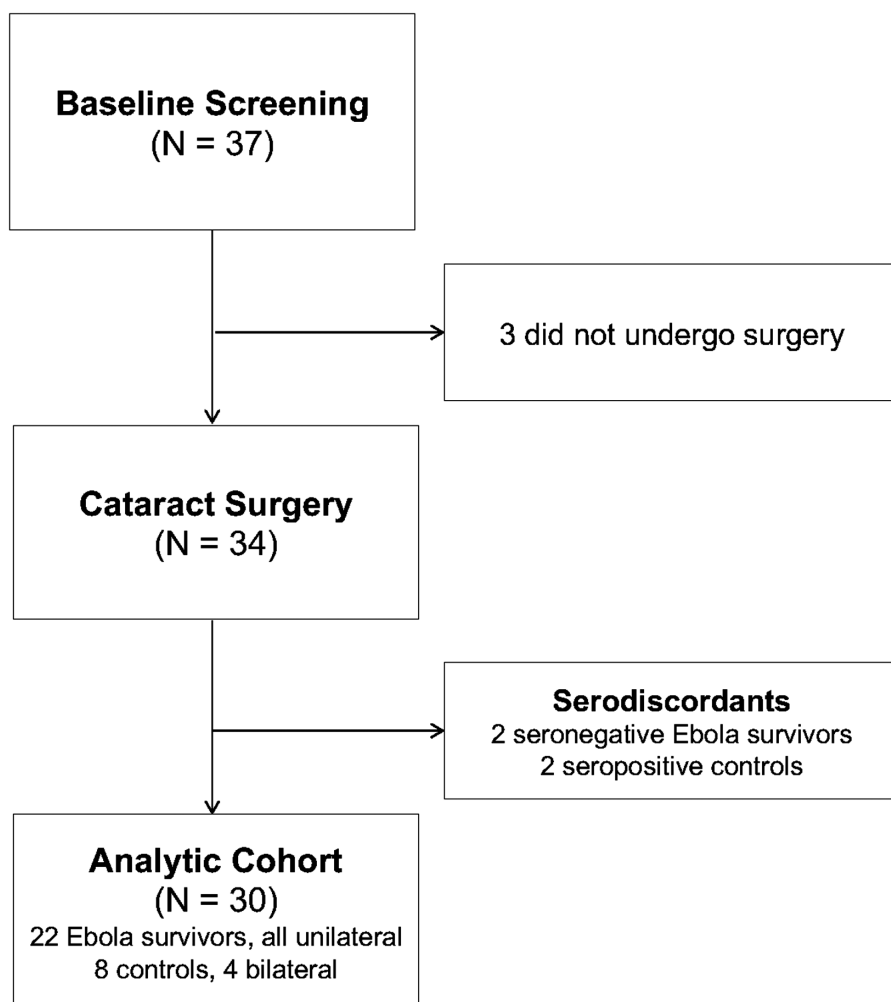 Baseline Screening
(N = 37)
3 did not undergo surgery
Cataract Surgery
(N = 34)
Serodiscordants
2 seronegative Ebola survivors
2 seropositive controls
Analytic Cohort
(N = 30)
22 Ebola survivors, all unilateral
8 controls, 4 bilateral